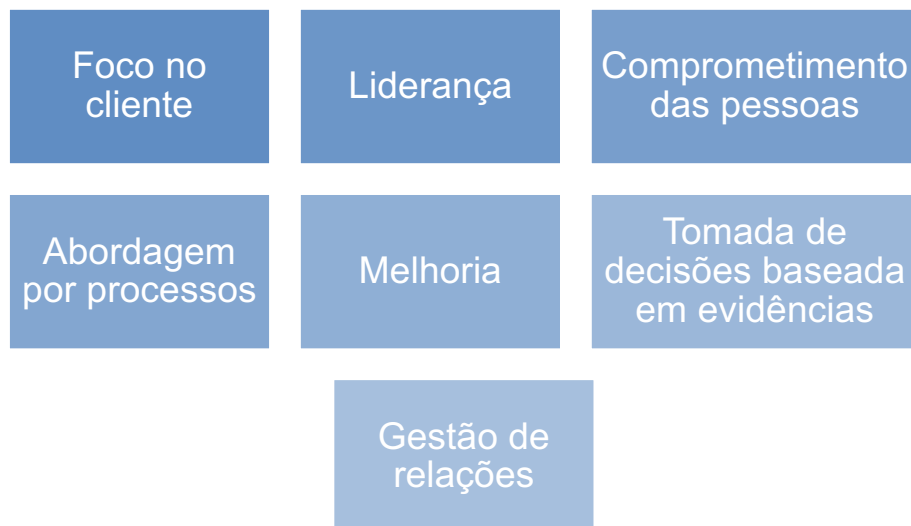 Foco no
cliente
Liderança
Comprometimento
das pessoas
Abordagem
por processos
Melhoria
Tomada de
decisões baseada
em evidências
Gestão de
relações